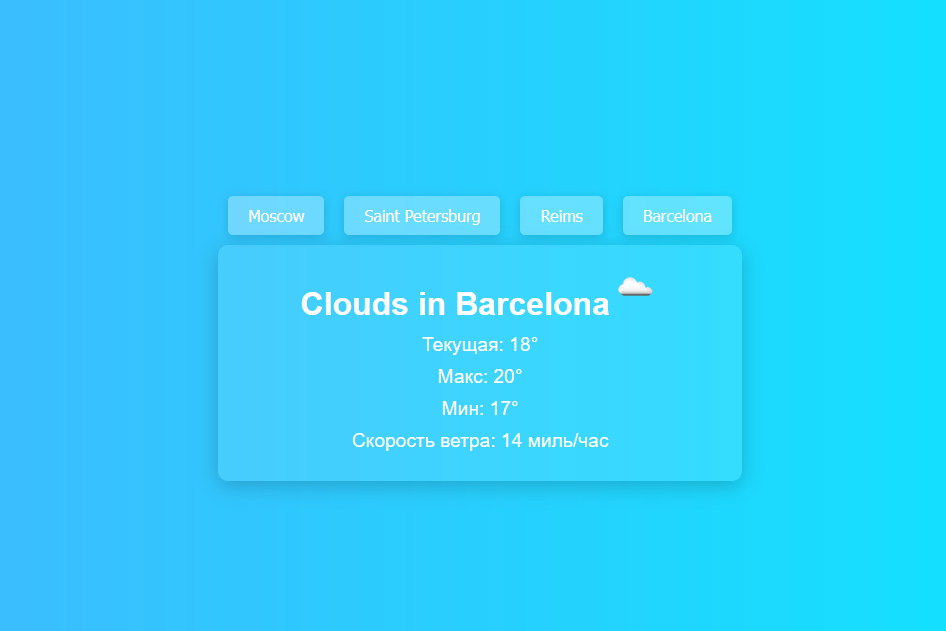 Moscow Saint Petersburg Reims Barcelona
Clouds in Barcelona
Текущая: 18°
Макс: 20°
Мин: 17°
Скорость ветра: 14 миль/час